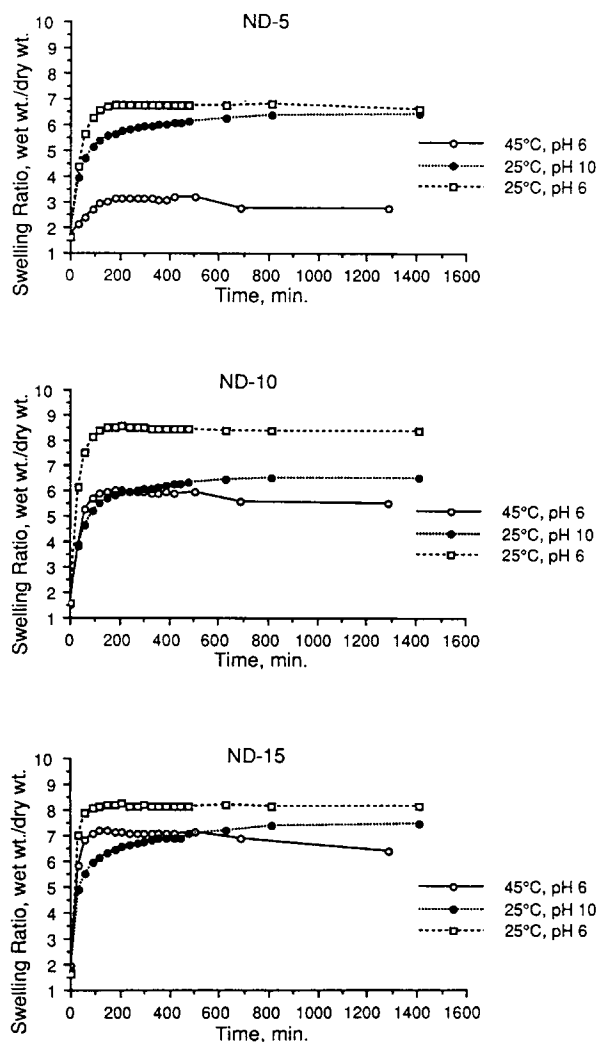 ND-5
Swelling Ratio, wet wt./dry wt.
10
9
8
7
6
5
4
3
2
1
0 200 400 600 800 1000 1200 1400 1600
Time, min.
45°C, pH 6
25°C, pH 10
25°C, pH 6
ND-10
Swelling Ratio, wet wt./dry wt.
10
9
8
7
6
5
4
3
2
1
0 200 400 600 800 1000 1200 1400 1600
Time, min.
45°C, pH 6
25°C, pH 10
25°C, pH 6
ND-15
Swelling Ratio, wet wt./dry wt.
10
9
8
7
6
5
4
3
2
1
0 200 400 600 800 1000 1200 1400 1600
Time, min.
45°C, pH 6
25°C, pH 10
25°C, pH 6